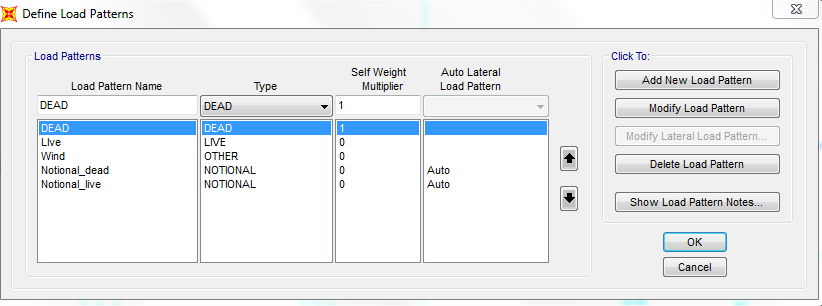 Define Load Patterns
Load Patterns
Click To:
Load Pattern Name Type Self Weight Multiplier Auto Lateral Load Pattern
DEAD DEAD 1
DEAD DEAD 1
LIve LIVE 0
Wind OTHER 0
Notional_dead NOTIONAL 0 Auto
Notional_live NOTIONAL 0 Auto
Add New Load Pattern
Modify Load Pattern
Modify Lateral Load Pattern...
Delete Load Pattern
Show Load Pattern Notes...
OK
Cancel